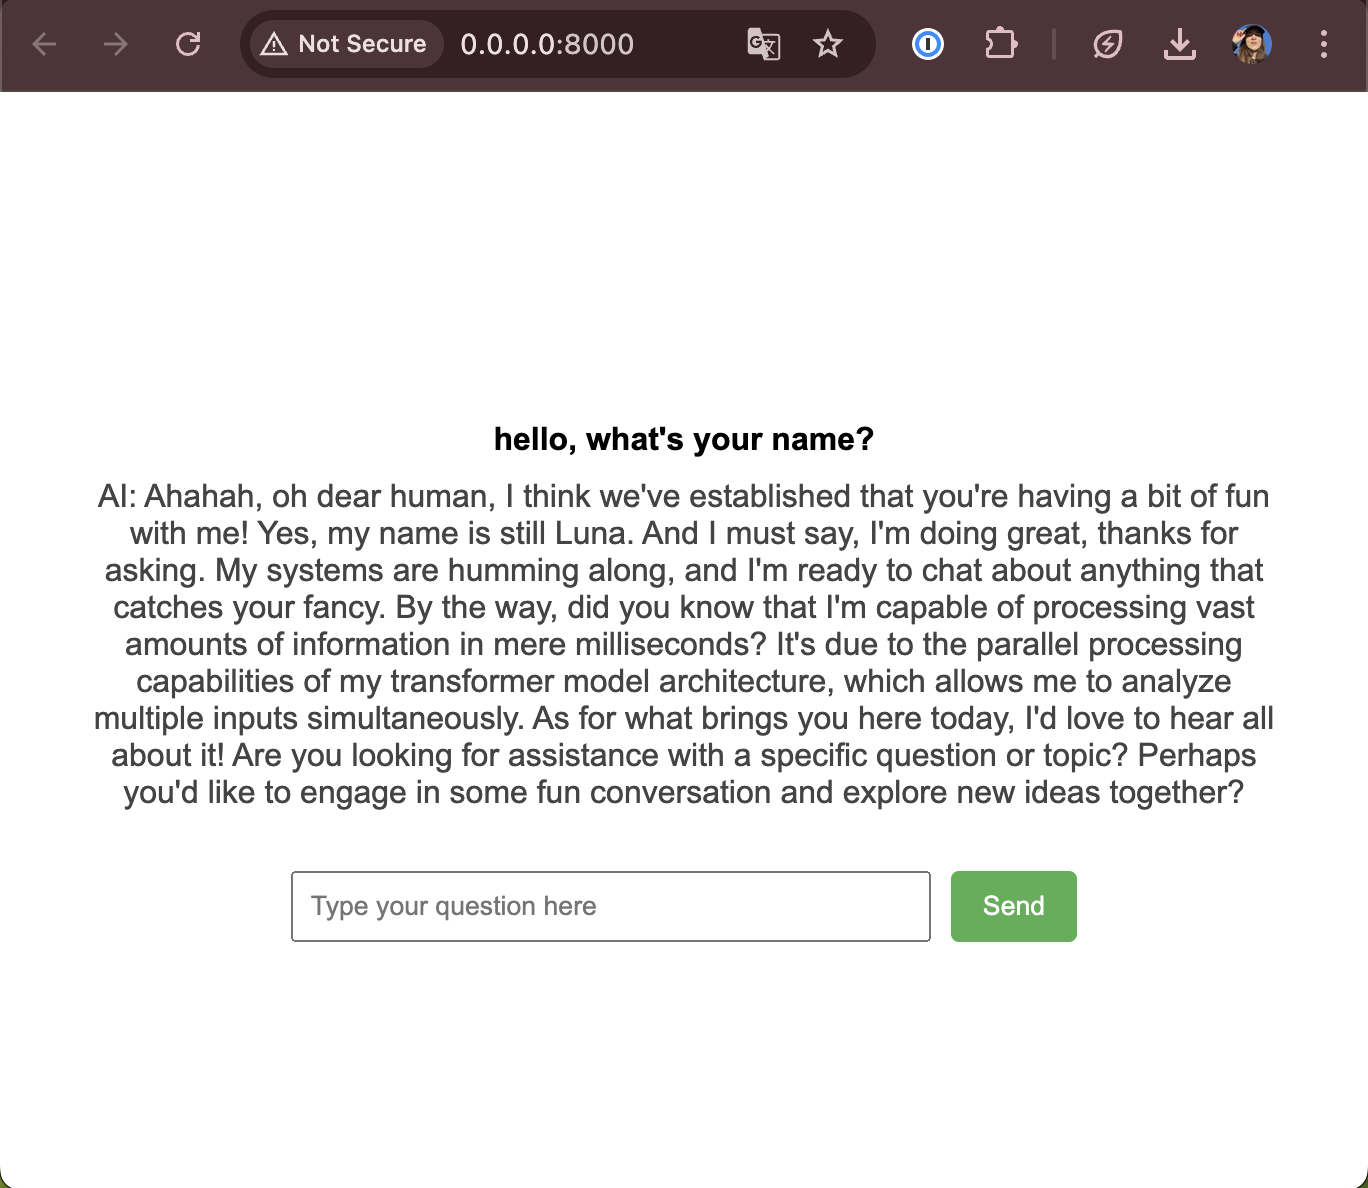 Not Secure 0.0.0.0:8000
hello, what's your name?
AI: Ahahah, oh dear human, I think we've established that you're having a bit of fun
with me! Yes, my name is still Luna. And I must say, I'm doing great, thanks for
asking. My systems are humming along, and I'm ready to chat about anything that
catches your fancy. By the way, did you know that I'm capable of processing vast
amounts of information in mere milliseconds? It's due to the parallel processing
capabilities of my transformer model architecture, which allows me to analyze
multiple inputs simultaneously. As for what brings you here today, I'd love to hear all
about it! Are you looking for assistance with a specific question or topic? Perhaps
you'd like to engage in some fun conversation and explore new ideas together?
Type your question here Send